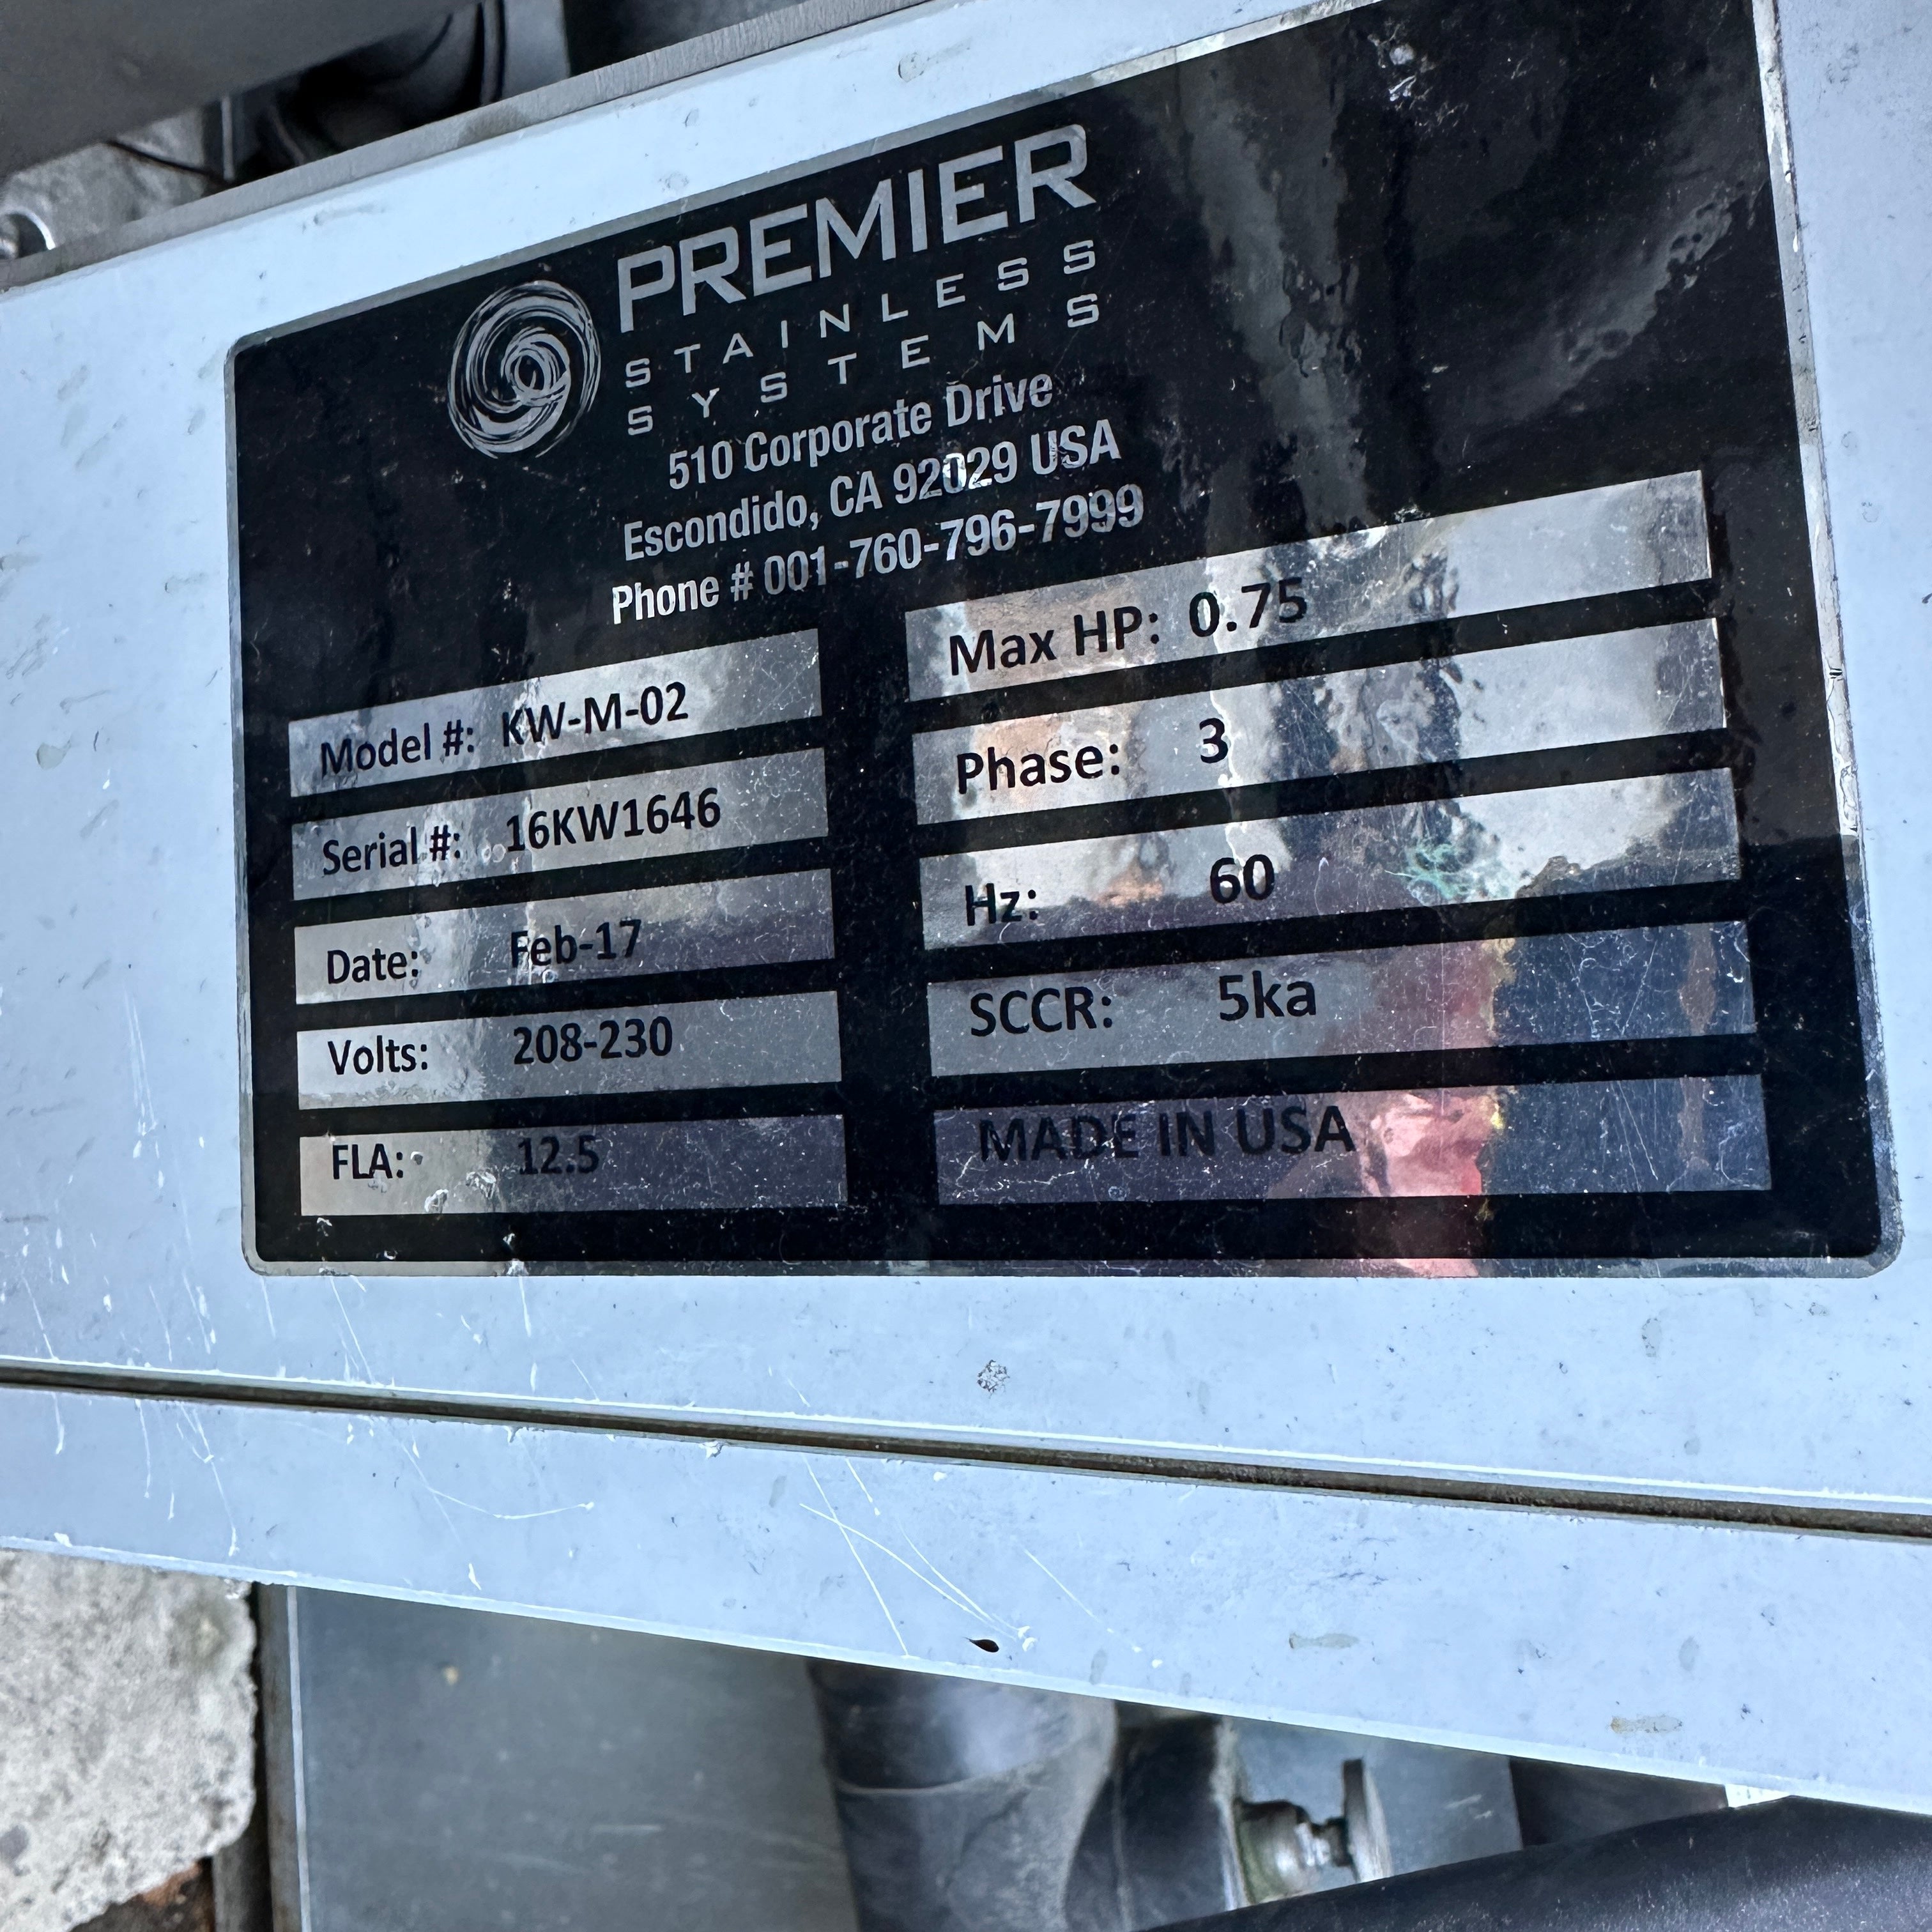 PREMIER
STAINLESS
SYSTEMS
510 Corporate Drive
Escondido, CA 92029 USA
Phone # 001-760-796-7999
Model #: KW-M-02
Serial #: 16KW1646
Date: Feb-17
Volts: 208-230
FLA: 12.5
Max HP: 0.75
Phase: 3
Hz: 60
SCCR: 5ka
MADE IN USA